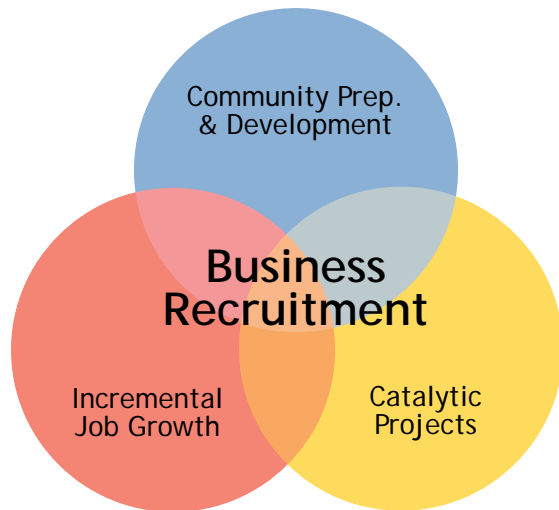 Community Prep.
& Development
Business
Recruitment
Incremental
Job Growth
Catalytic
Projects